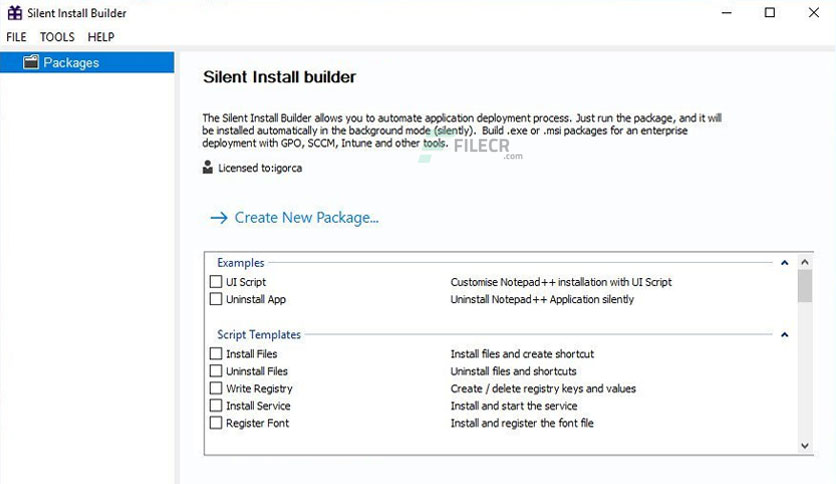 Silent Install Builder
FILE TOOLS HELP
Packages
Silent Install builder
The Silent Install Builder allows you to automate application deployment process. Just run the package, and it will
be installed automatically in the background mode (silently). Build .exe or .msi packages for an enterprise
deployment with GPO, SCCM, Intune and other tools.
FILECR
.com
Licensed to:igorca
Create New Package...
Examples
UI Script Customise Notepad++ installation with UI Script
Uninstall App Uninstall Notepad++ Application silently
Script Templates
Install Files Install files and create shortcut
Uninstall Files Uninstall files and shortcuts
Write Registry Create / delete registry keys and values
Install Service Install and start the service
Register Font Install and register the font file